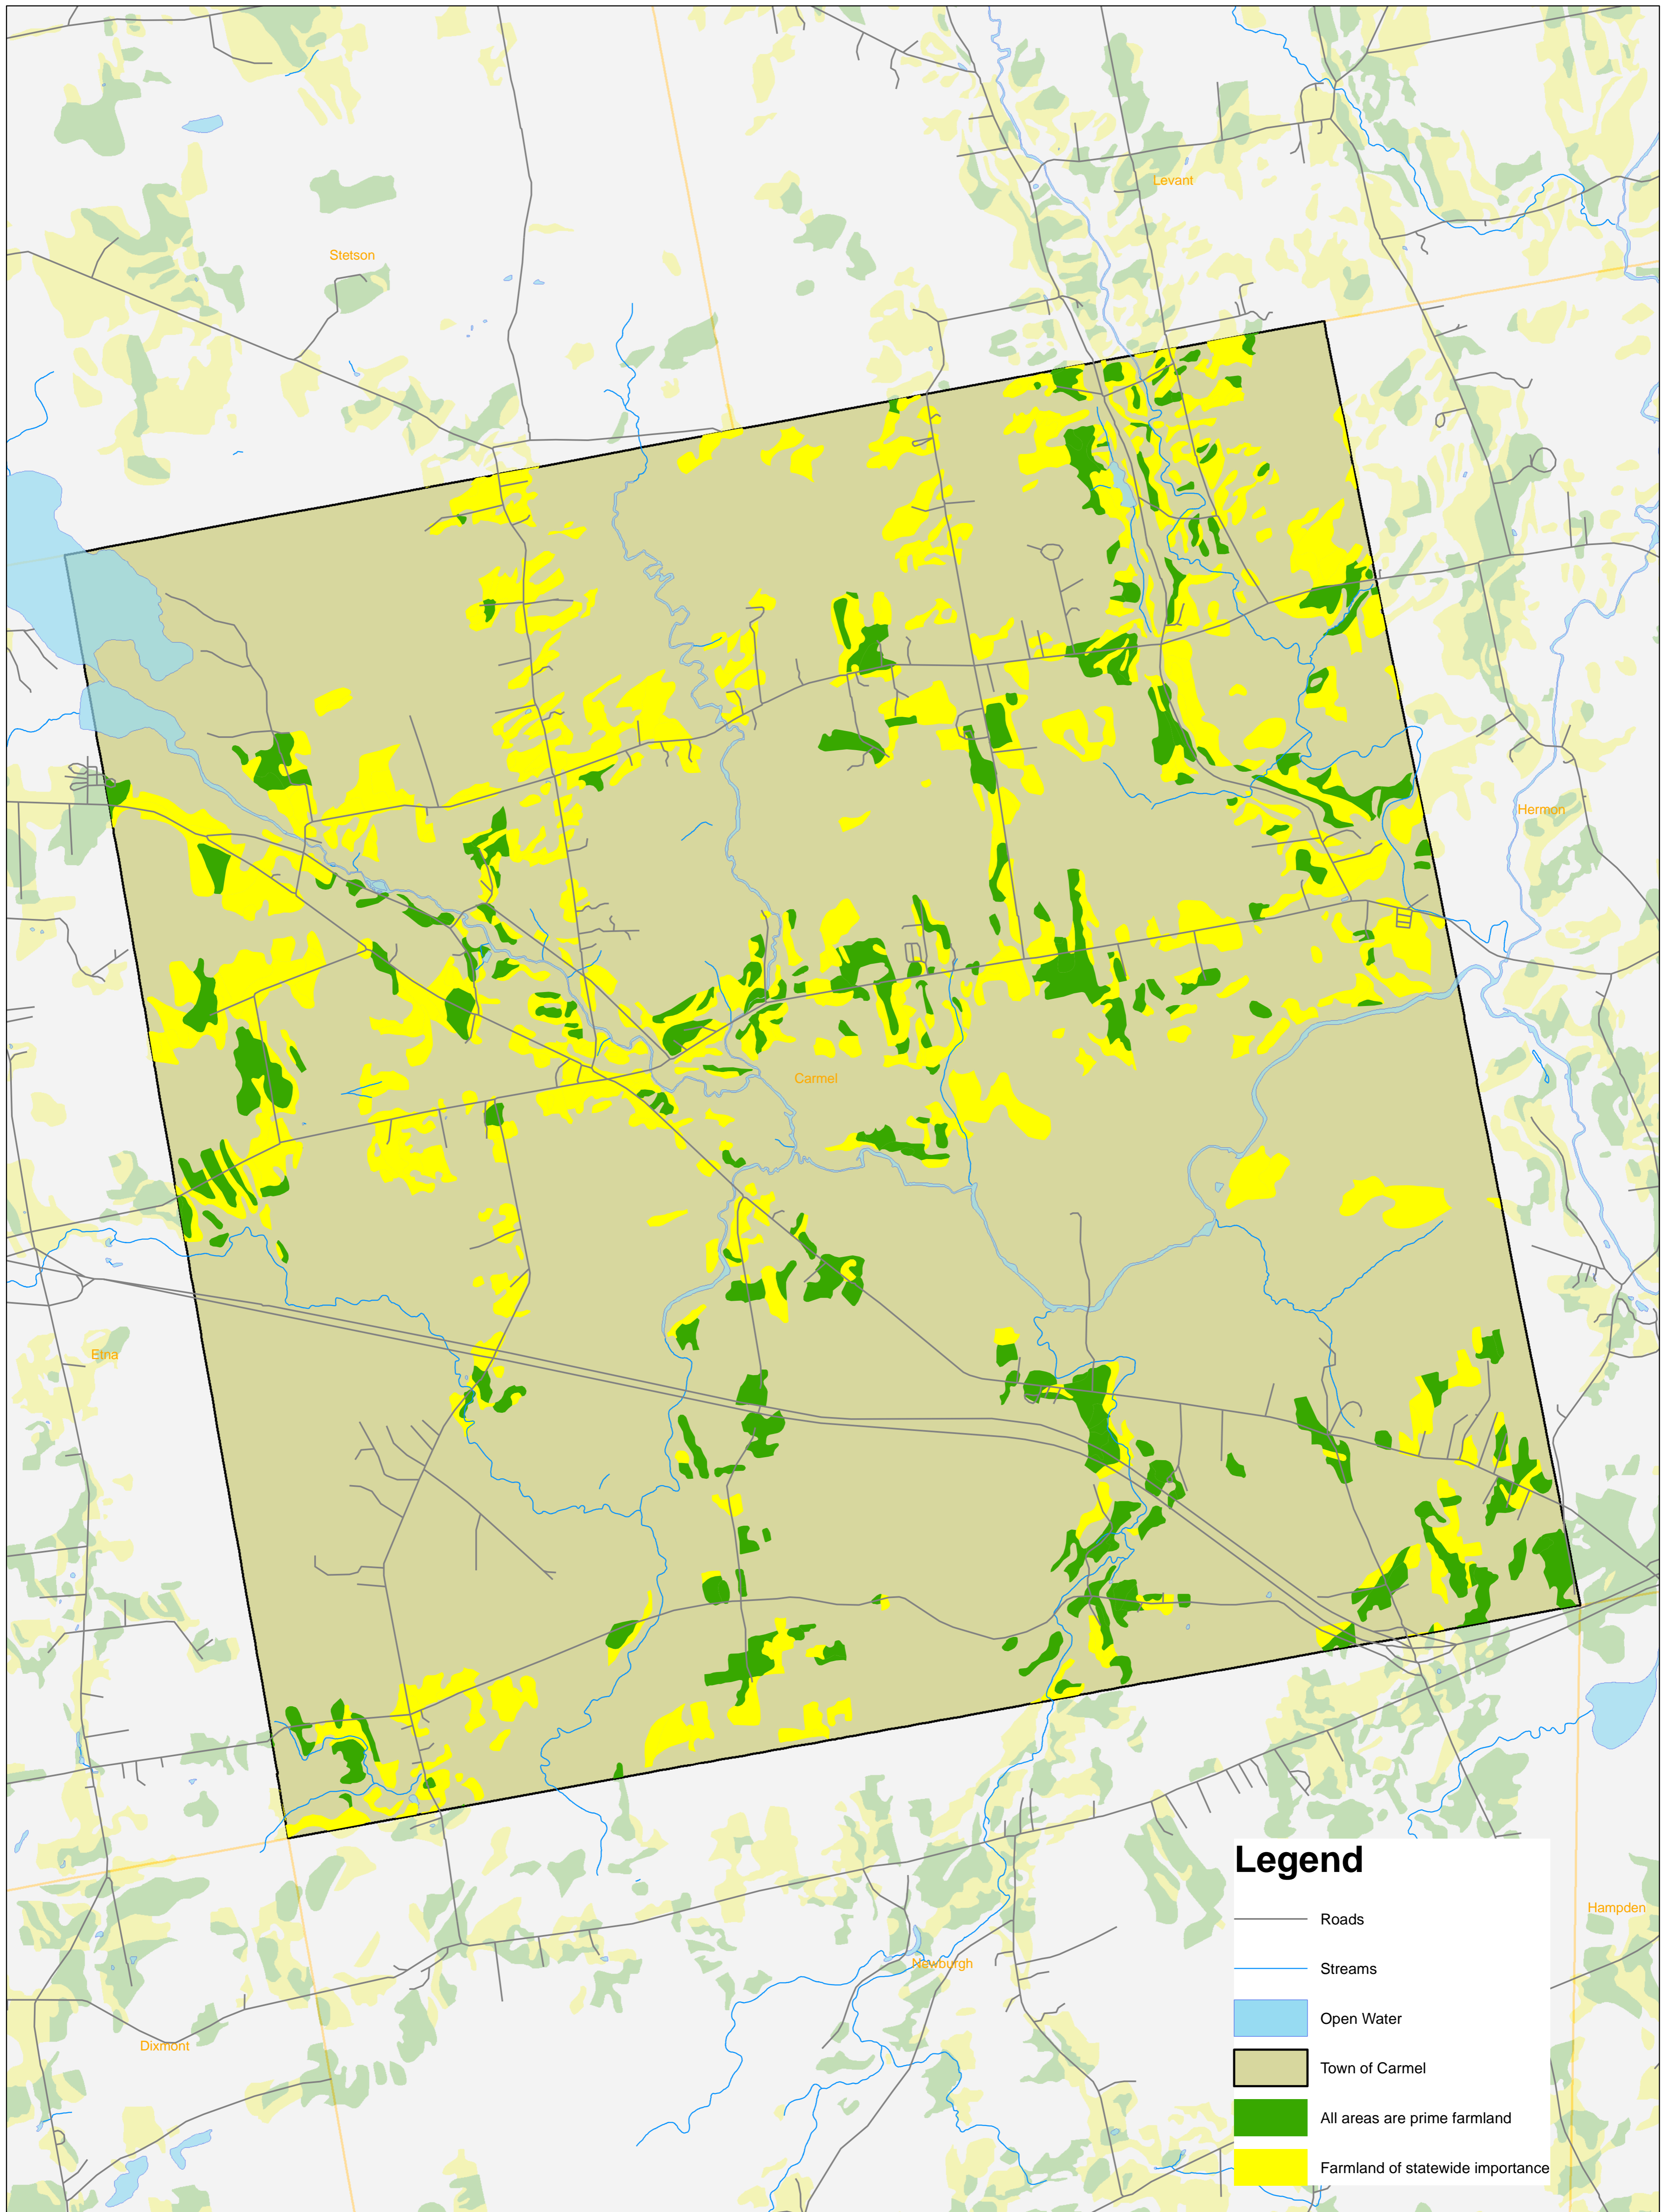 Levant
Stetson
Hermon
Carmel
Etna
Legend
Roads
Hampden
Streams
Newburgh
Open Water
Dixmont
Town of Carmel
All areas are prime farmland
Farmland of statewide importance